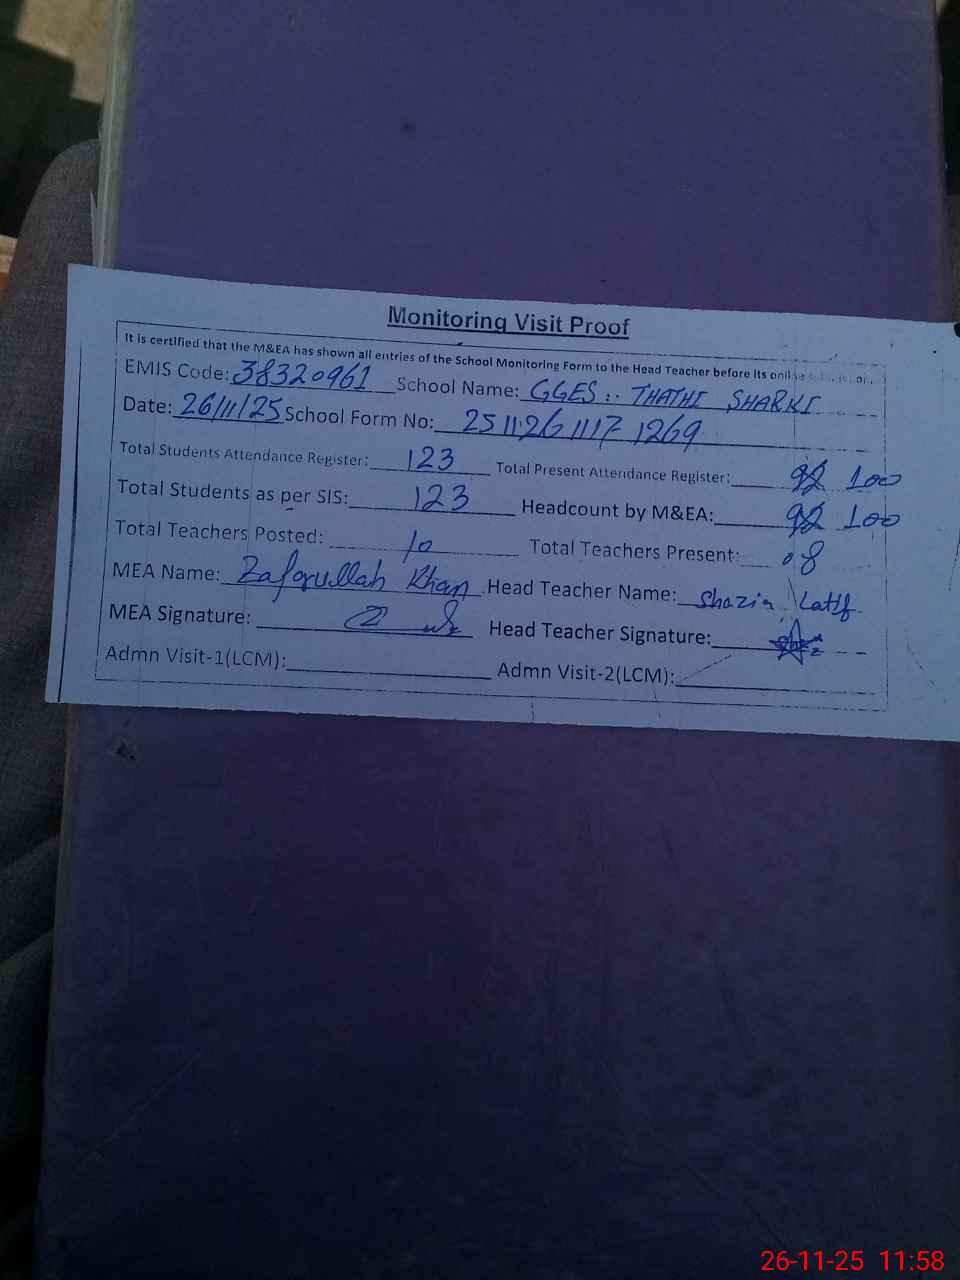 Monitoring Visit Proof
It is certified that the M&EA has shown all entries of the School Monitoring Form to the Head Teacher before its online
EMIS Code: 38320961 School Name: GGES :. THATHI SHARKI
Date: 26/11/25 School Form No: 25112611171269
Total Students Attendance Register: 123 Total Present Attendance Register: 92 100
Total Students as per SIS: 123 Headcount by M&EA: 92 100
Total Teachers Posted: 10 Total Teachers Present: 08
MEA Name: Zafarullah Khan Head Teacher Name: Shazia Latif
MEA Signature: Head Teacher Signature:
Admn Visit-1(LCM): Admn Visit-2(LCM):
26-11-25 11:58